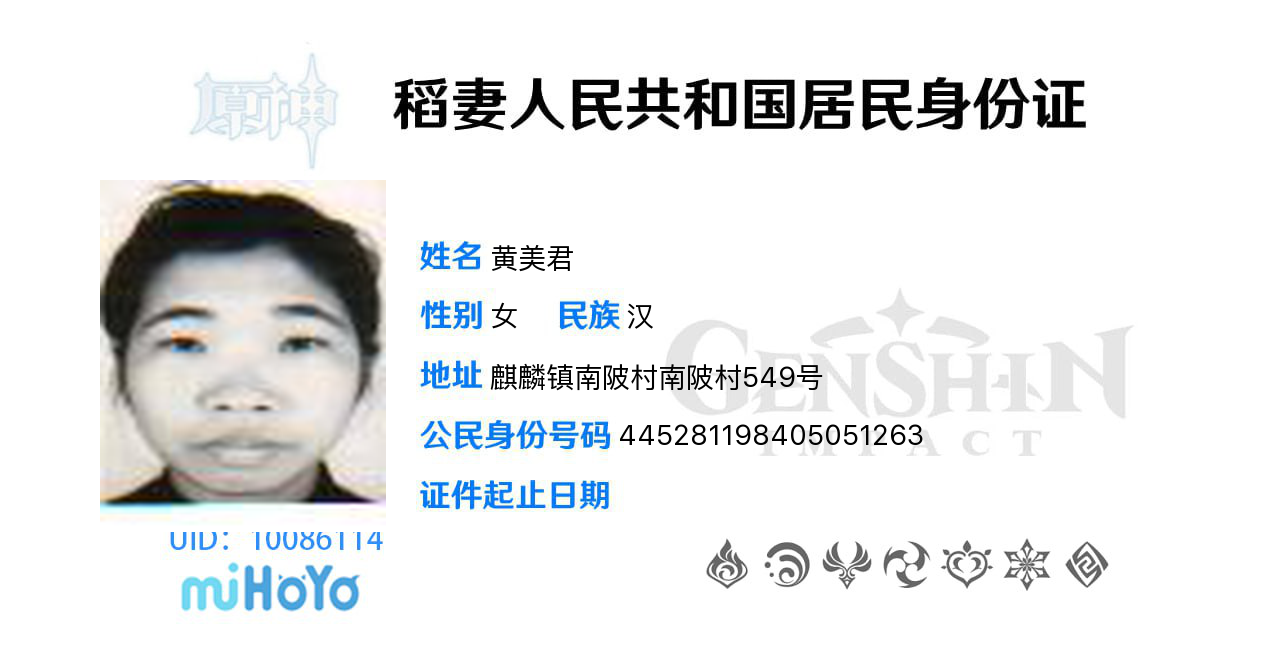 原神
稻妻人民共和国居民身份证
姓名 黄美君
性别 女 民族 汉
GENSHIN
地址 麒麟镇南陂村南陂村549号
公民身份号码 445281198405051263
IMPACT
证件起止日期
UID：10086114
miHoYo